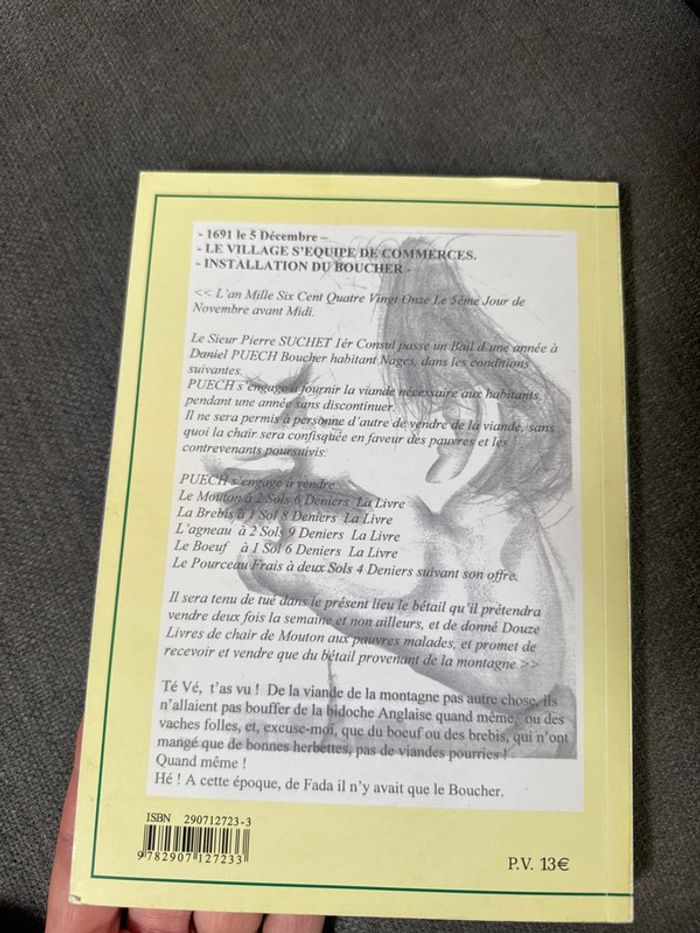 - 1691 le 5 Décembre –
- LE VILLAGE S'EQUIPE DE COMMERCES.
- INSTALLATION DU BOUCHER -
<< L'an Mille Six Cent Quatre Vingt Onze Le 5éme Jour de
Novembre avant Midi.
Le Sieur Pierre SUCHET 1ér Consul passe un Bail d'une année à
Daniel PUECH Boucher habitant Nages, dans les conditions
suivantes.
PUECH s'engage à fournir la viande nécessaire aux habitants,
pendant une année sans discontinuer.
Il ne sera permis à personne d'autre de vendre de la viande, sans
quoi la chair sera confisquée en faveur des pauvres et les
contrevenants poursuivis.
PUECH s'engage à vendre
Le Mouton à 2 Sols 6 Deniers La Livre
La Brebis à 1 Sol 8 Deniers La Livre
L'agneau à 2 Sols 9 Deniers La Livre
Le Boeuf à 1 Sol 6 Deniers La Livre
Le Pourceau Frais à deux Sols 4 Deniers suivant son offre.
Il sera tenu de tué dans le présent lieu le bétail qu'il prétendra
vendre deux fois la semaine et non ailleurs, et de donné Douze
Livres de chair de Mouton aux pauvres malades, et promet de
recevoir et vendre que du bétail provenant de la montagne.>>
Té Vé, t'as vu ! De la viande de la montagne pas autre chose, ils
n'allaient pas bouffer de la bidoche Anglaise quand même, ou des
vaches folles, et, excuse-moi, que du boeuf ou des brebis, qui n'ont
mangé que de bonnes herbettes, pas de viandes pourries !
Quand même !
Hé ! A cette époque, de Fada il n'y avait que le Boucher.
ISBN 290712723-3
9 782907 127233
P.V. 13€